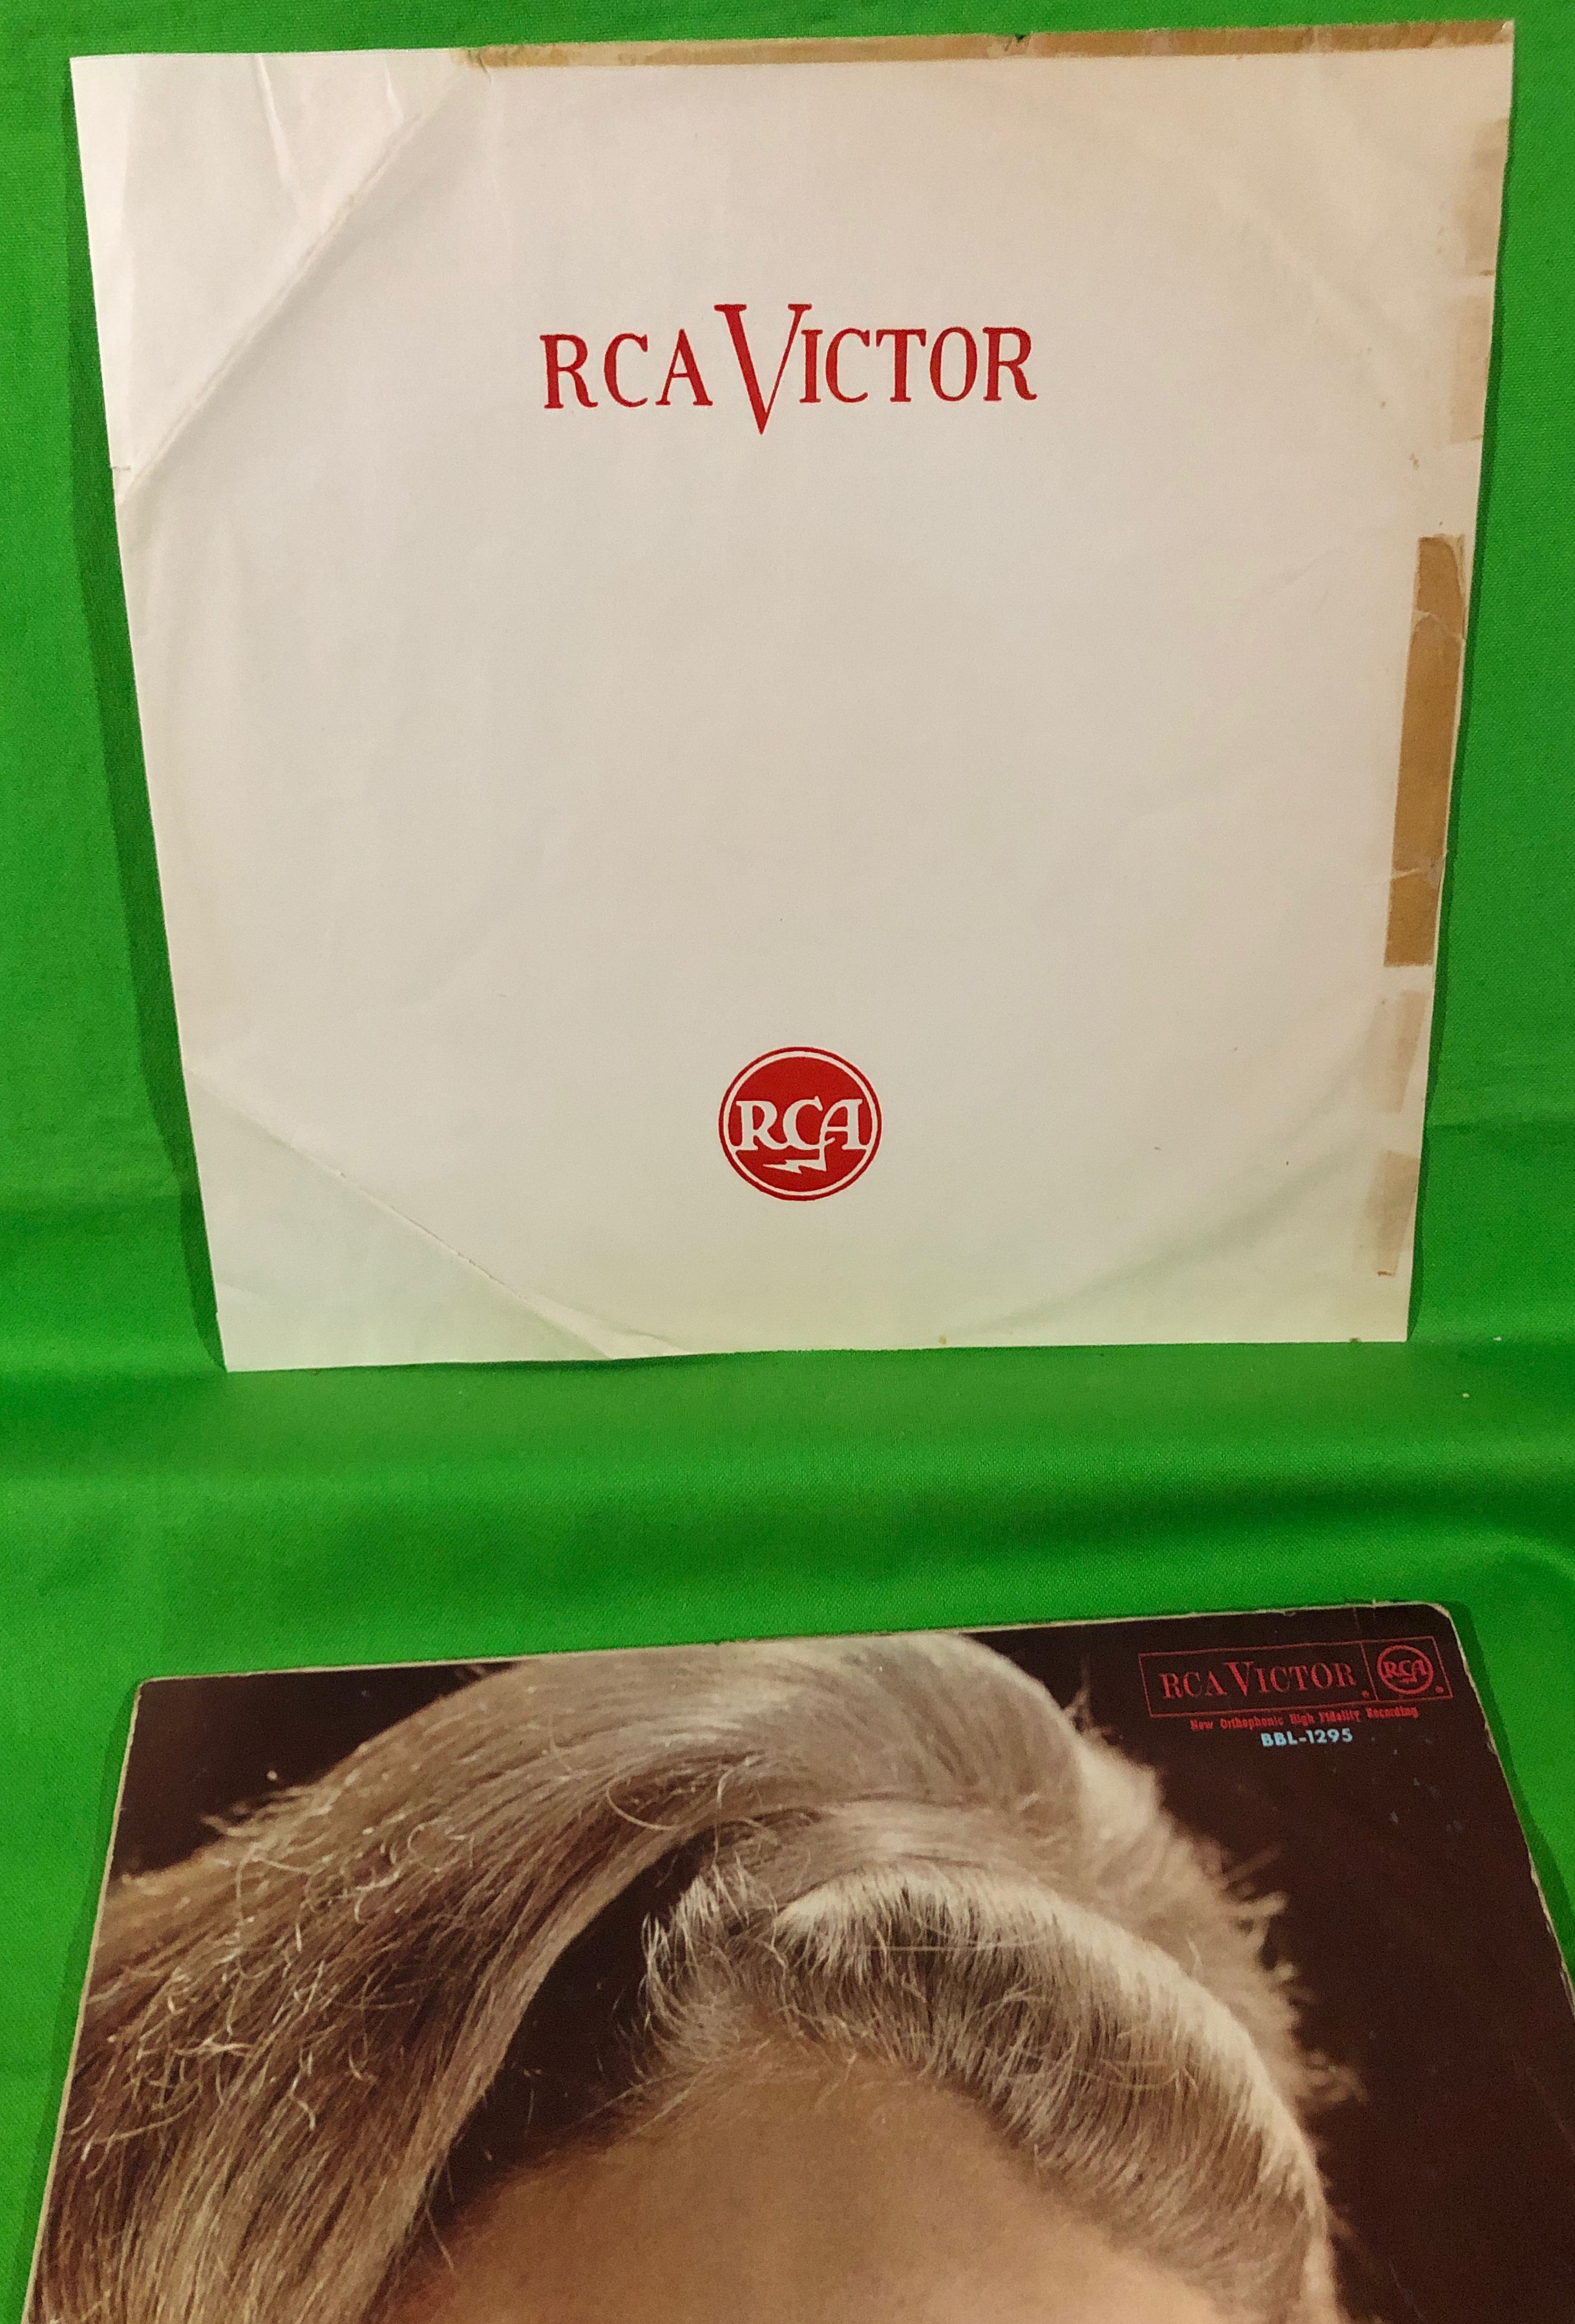 RCA VICTOR
RCA
RCA VICTOR ® RCA ®
New Orthophonic High Fidelity Recording
BBL-1295